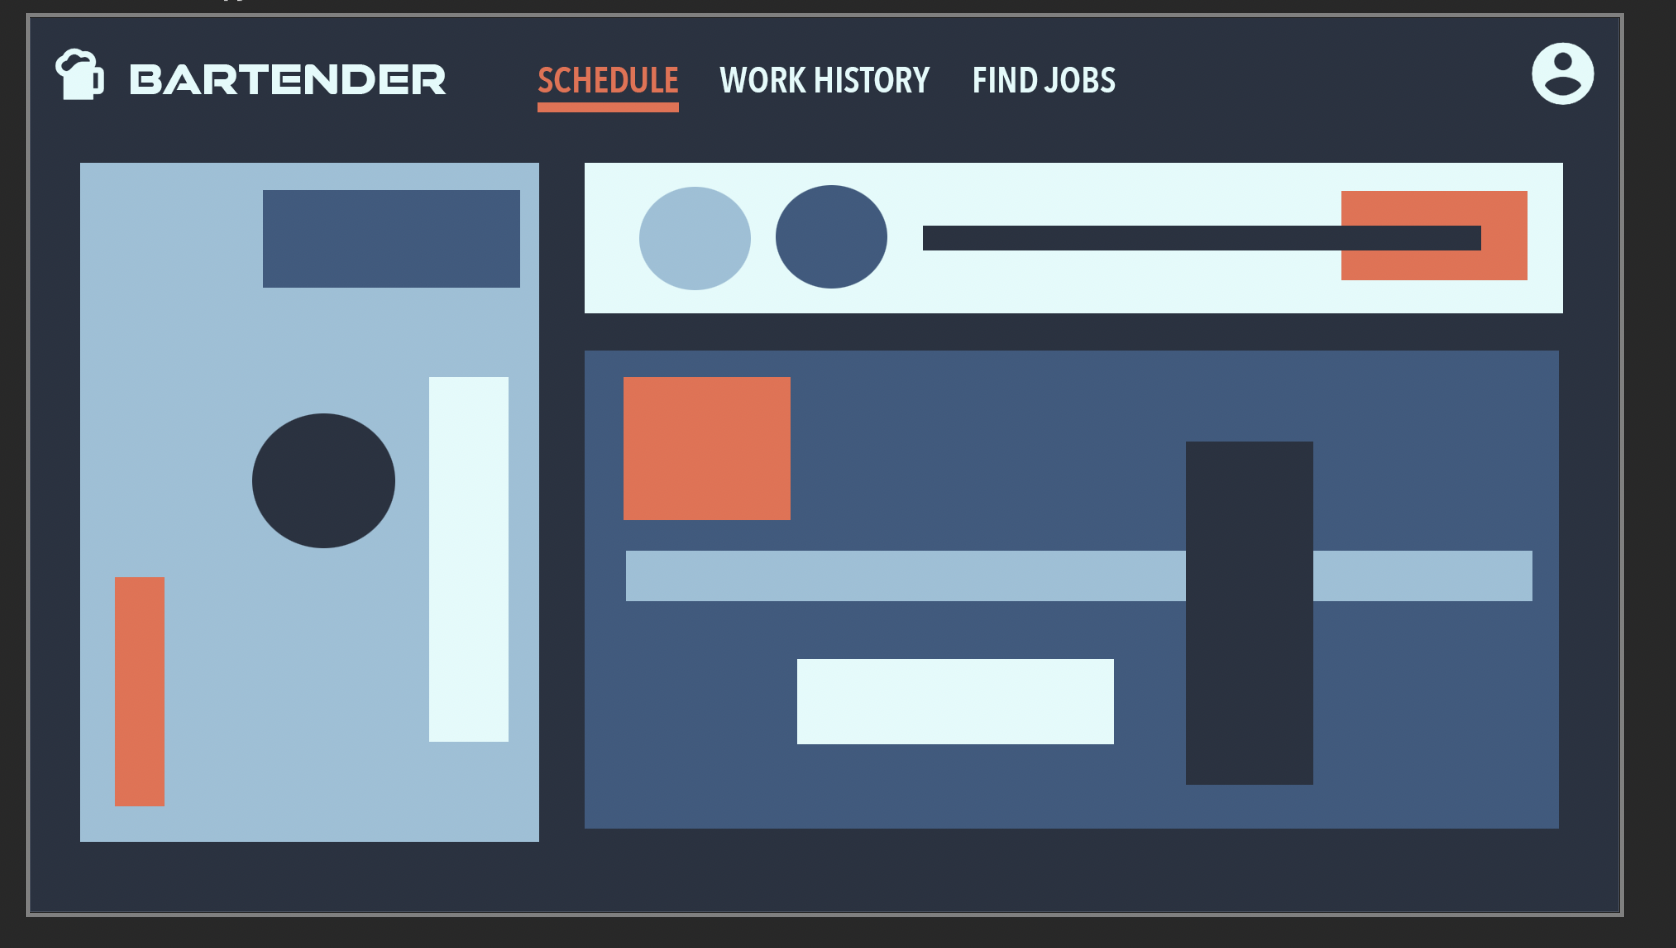 BARTENDER
SCHEDULE
WORK HISTORY
FIND JOBS